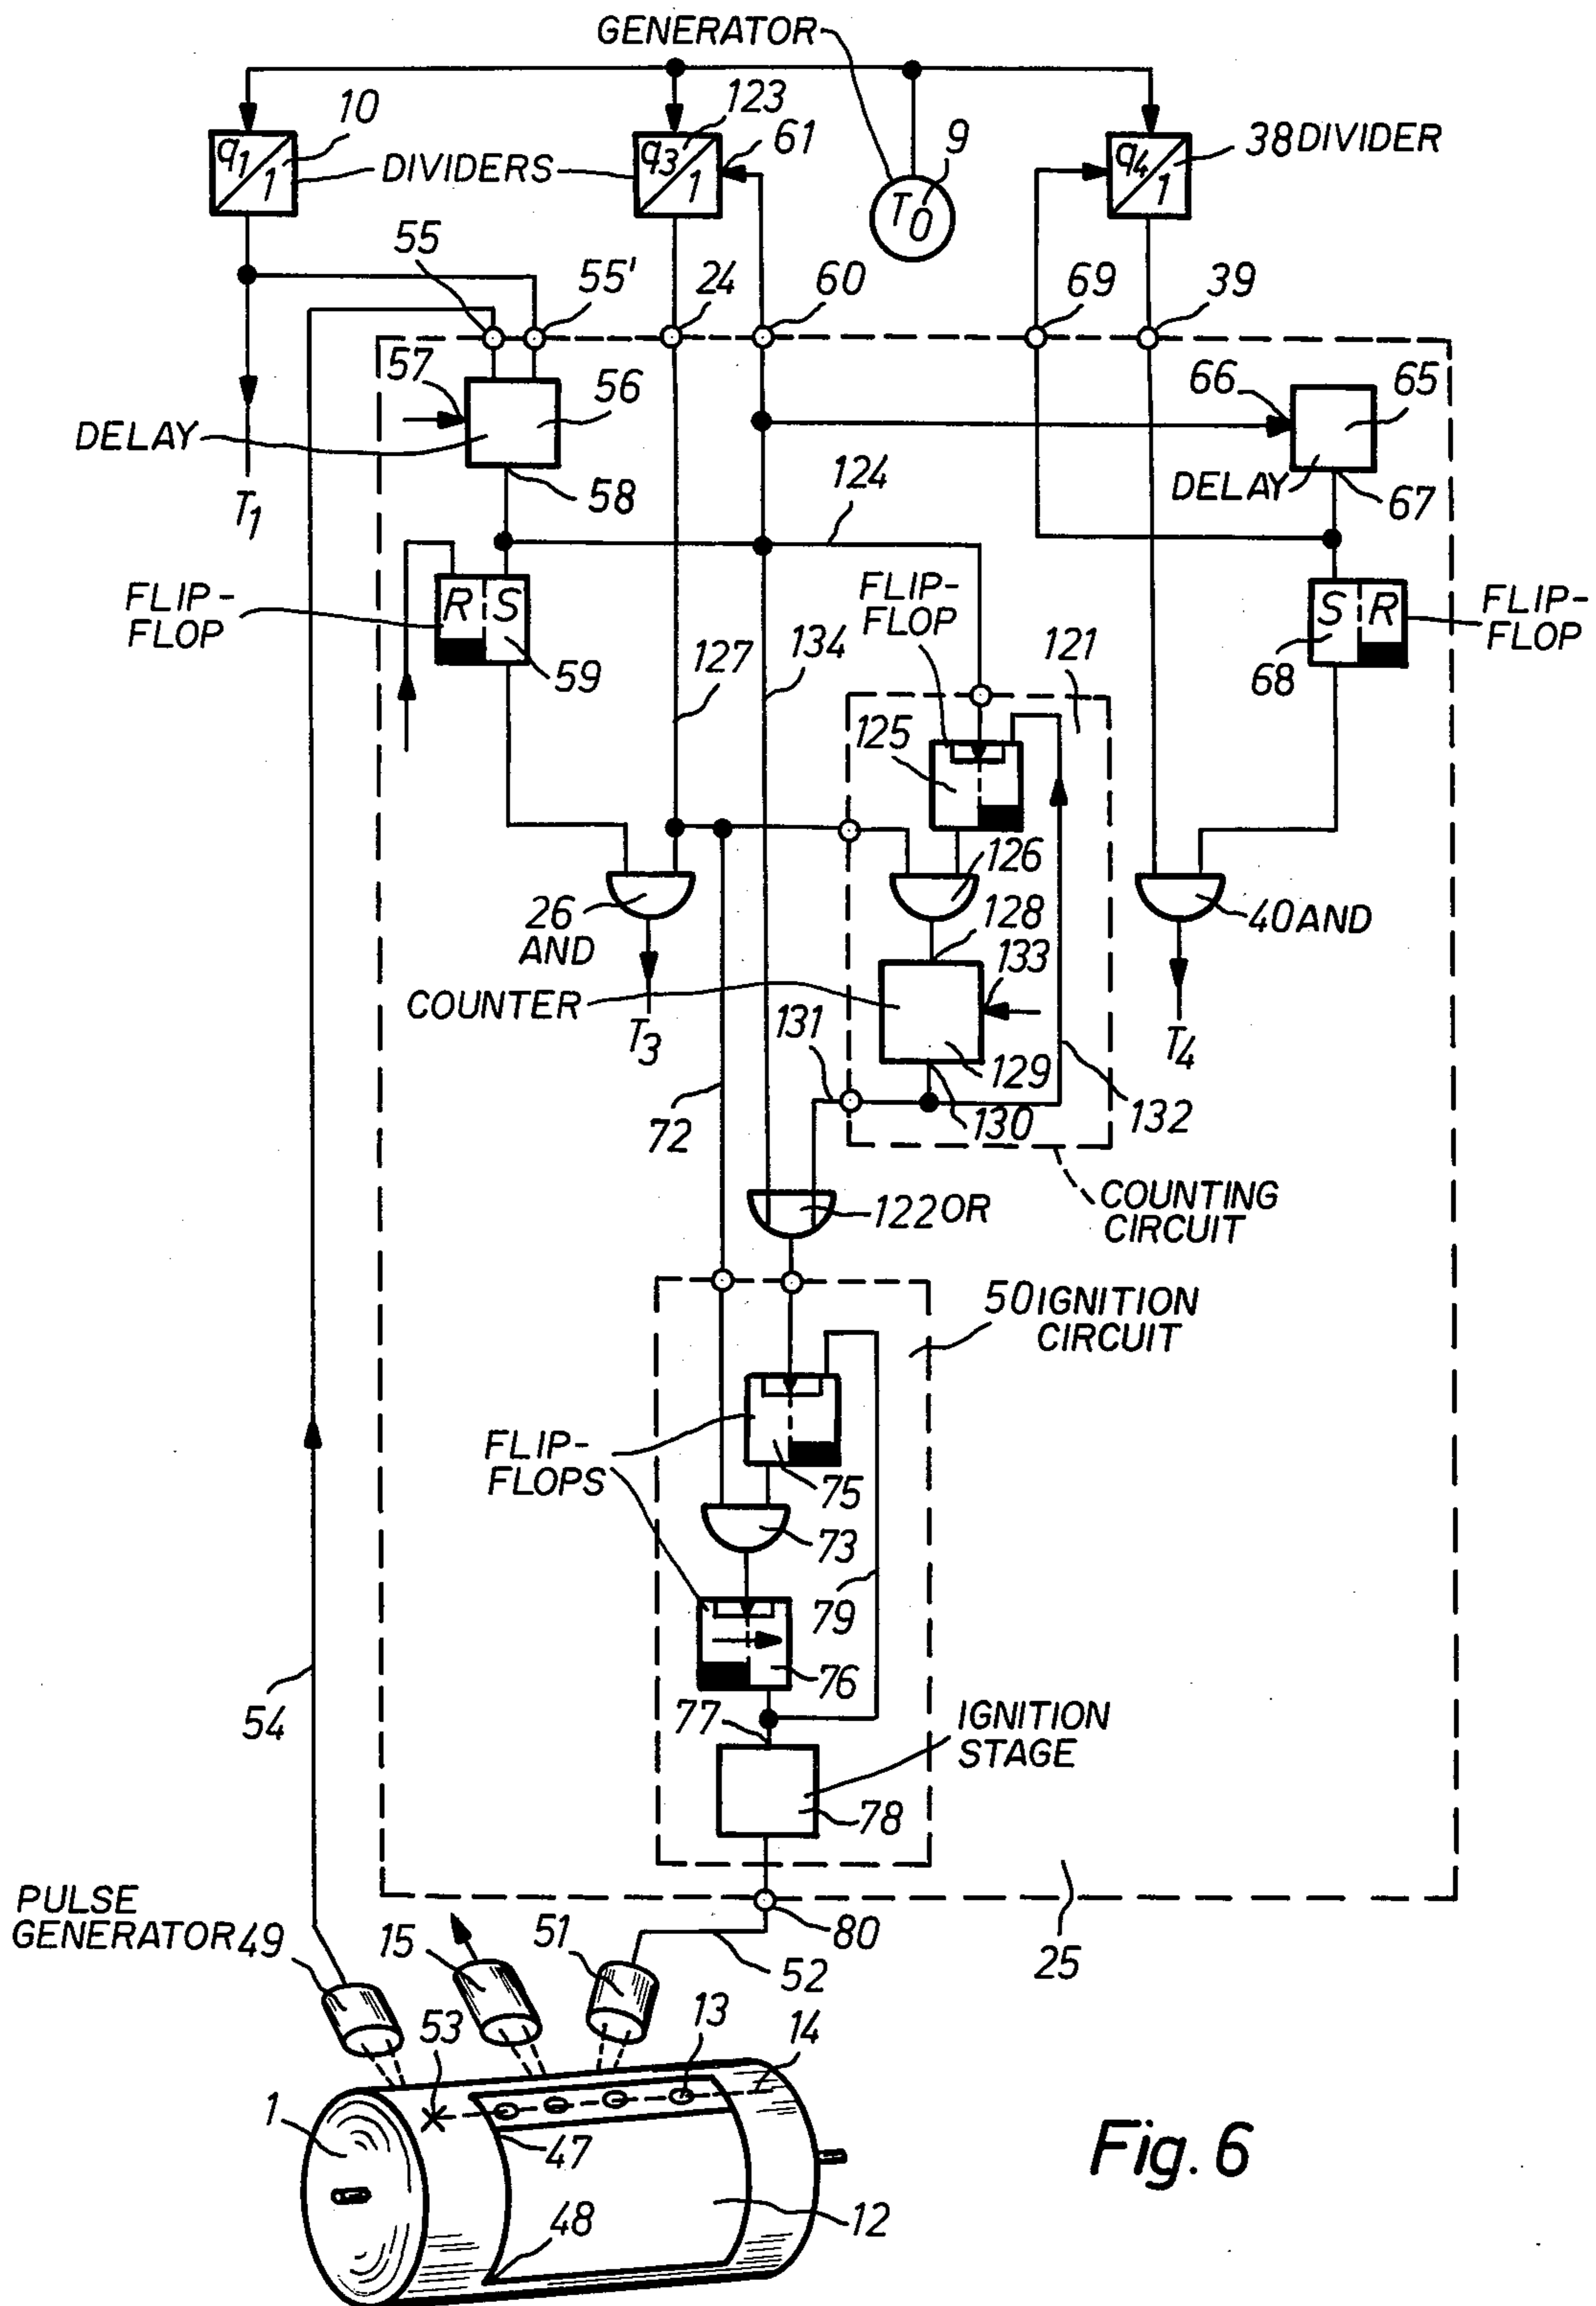 GENERATOR
10
123
61
9
38 DIVIDER
q1/1
DIVIDERS
q3/1
T0
q4/1
55
55'
24
60
69
39
57
56
66
65
DELAY
58
124
DELAY
67
T1
FLIP-
FLOP
R S
59
127
134
FLIP-
FLOP
121
S R
68
FLIP-
FLOP
125
126
26
AND
128
40 AND
COUNTER
133
T3
131
129
T4
72
130
132
122 OR
COUNTING
CIRCUIT
50 IGNITION
CIRCUIT
FLIP-
FLOPS
75
73
79
76
54
77
IGNITION
STAGE
78
PULSE
GENERATOR 49
15
51
80
52
25
53
13
14
1
47
48
12
Fig. 6